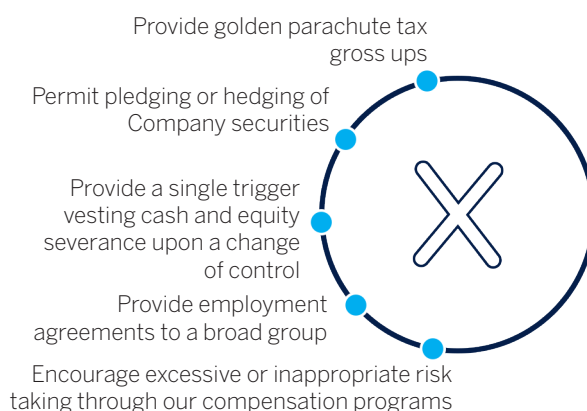 Provide golden parachute tax
gross ups
Permit pledging or hedging of
Company securities
Provide a single trigger
vesting cash and equity
severance upon a change
of control
Provide employment
agreements to a broad group
Encourage excessive or inappropriate risk
taking through our compensation programs